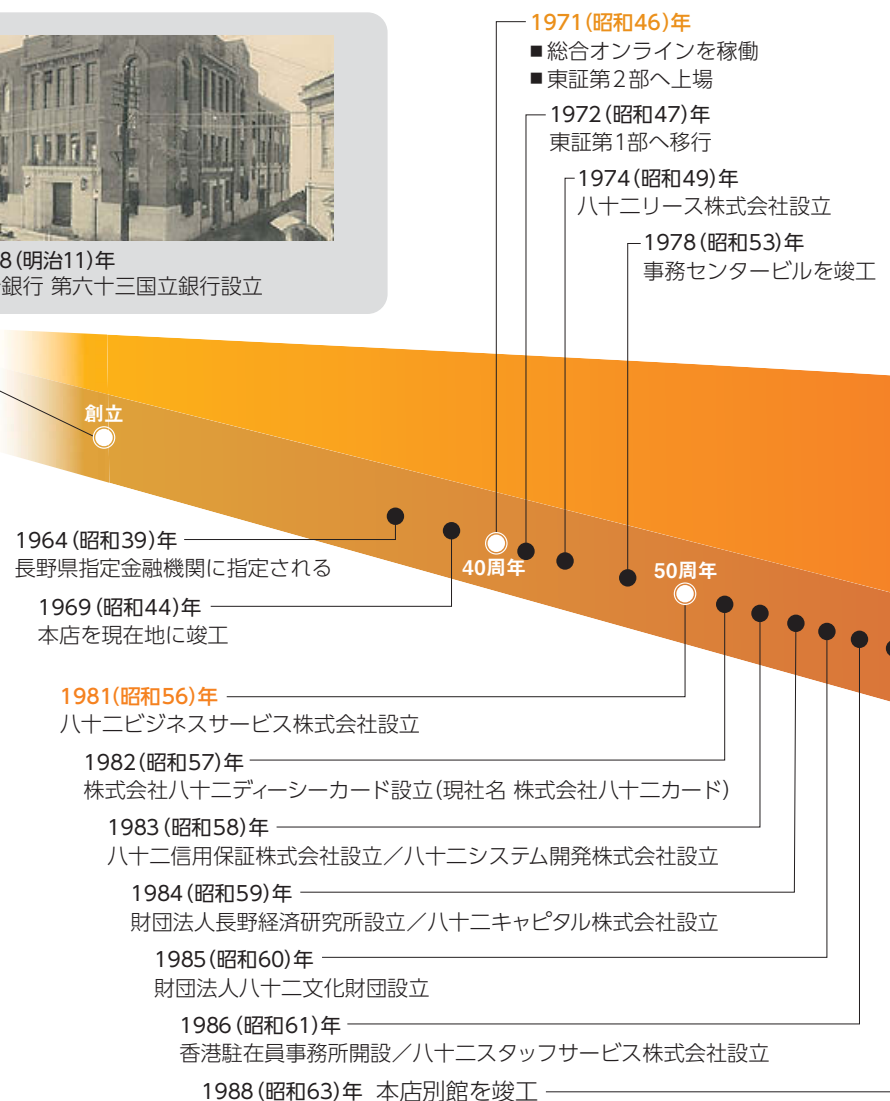 1971(昭和46)年
■総合オンラインを稼働
■東証第2部へ上場
1972(昭和47)年
東証第1部へ移行
1974(昭和49)年
八十二リース株式会社設立
1978(昭和53)年
事務センタービルを竣工
8(明治11)年
銀行 第六十三国立銀行設立
創立
40周年
50周年
1964(昭和39)年
長野県指定金融機関に指定される
1969(昭和44)年
本店を現在地に竣工
1981(昭和56)年
八十二ビジネスサービス株式会社設立
1982(昭和57)年
株式会社八十二ディーシーカード設立(現社名 株式会社八十二カード)
1983(昭和58)年
八十二信用保証株式会社設立/八十二システム開発株式会社設立
1984(昭和59)年
財団法人長野経済研究所設立/八十二キャピタル株式会社設立
1985(昭和60)年
財団法人八十二文化財団設立
1986(昭和61)年
香港駐在員事務所開設/八十二スタッフサービス株式会社設立
1988(昭和63)年 本店別館を竣工